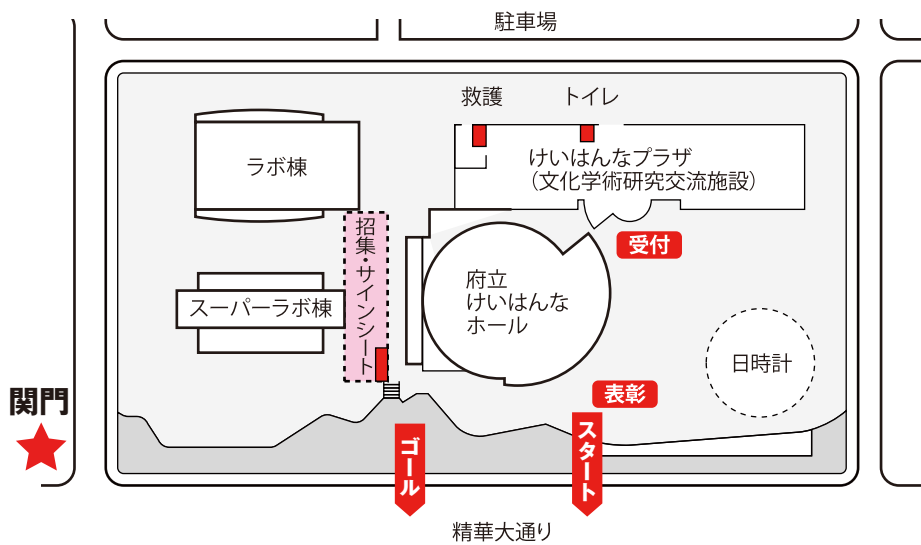 駐車場
救護
トイレ
ラボ棟
けいはんなプラザ
（文化学術研究交流施設）
招集・サインシート
受付
府立
けいはんな
ホール
スーパーラボ棟
日時計
関門
表彰
ゴール
スタート
精華大通り